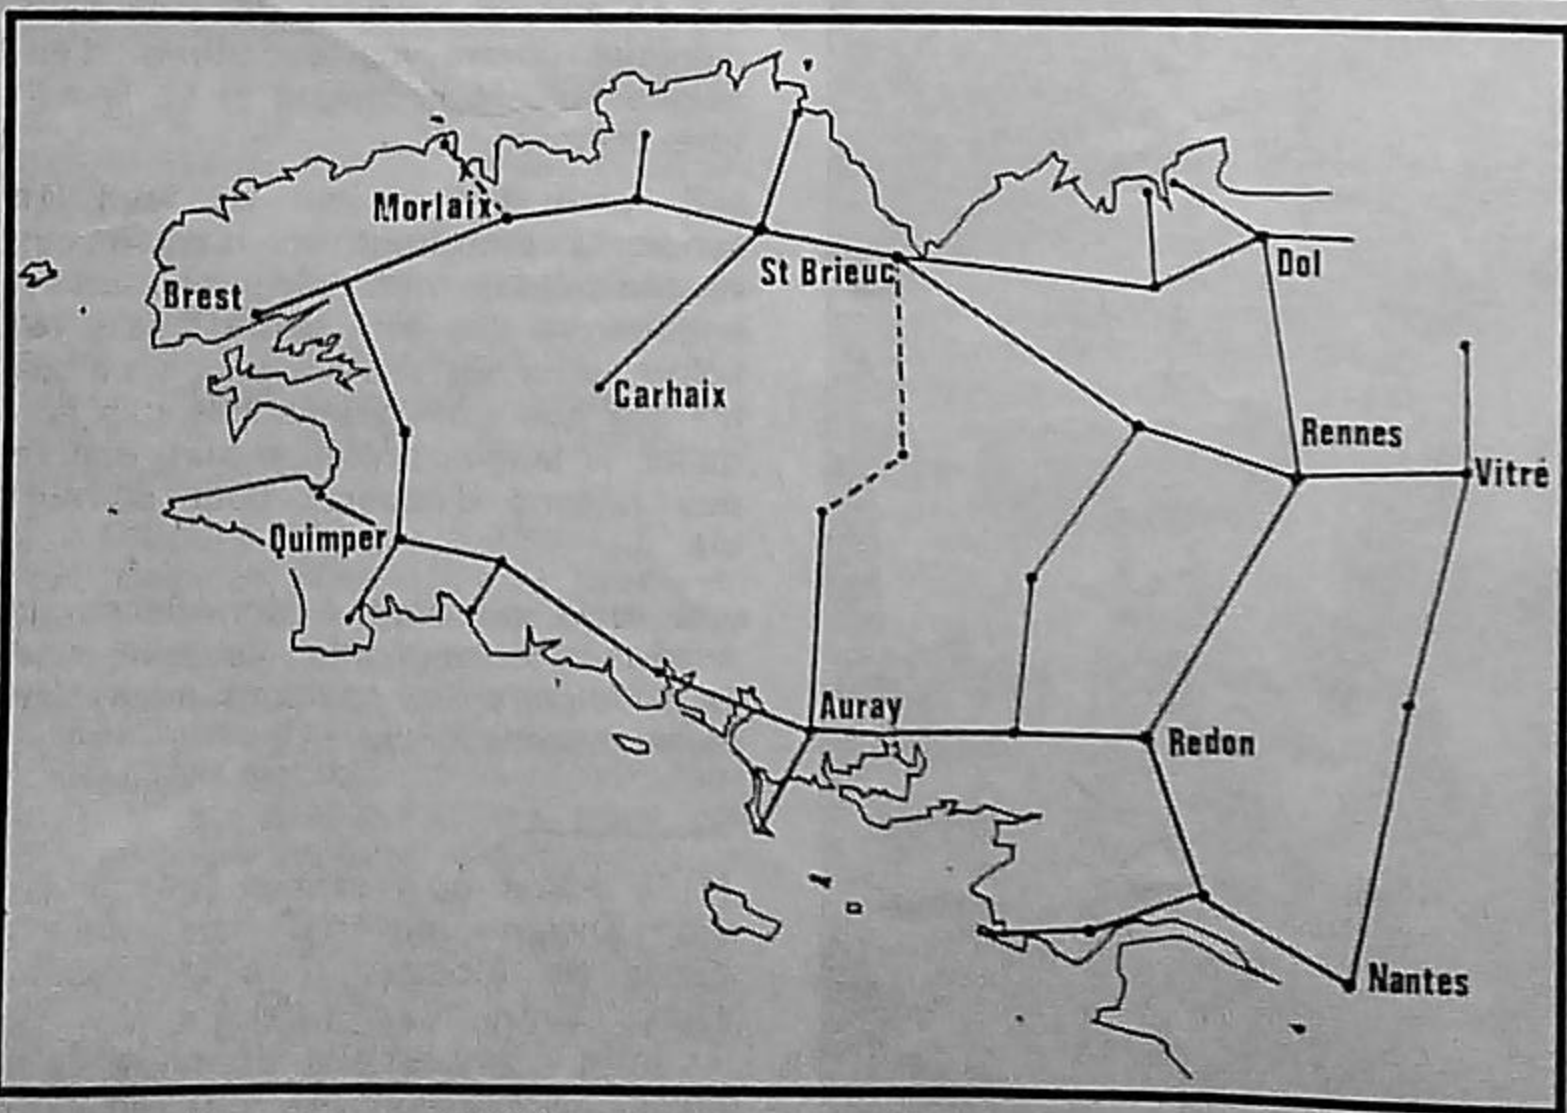 Morlaix
St Brieuc
Dol
Brest
Carhaix
Rennes
Vitré
Quimper
Auray
Redon
Nantes